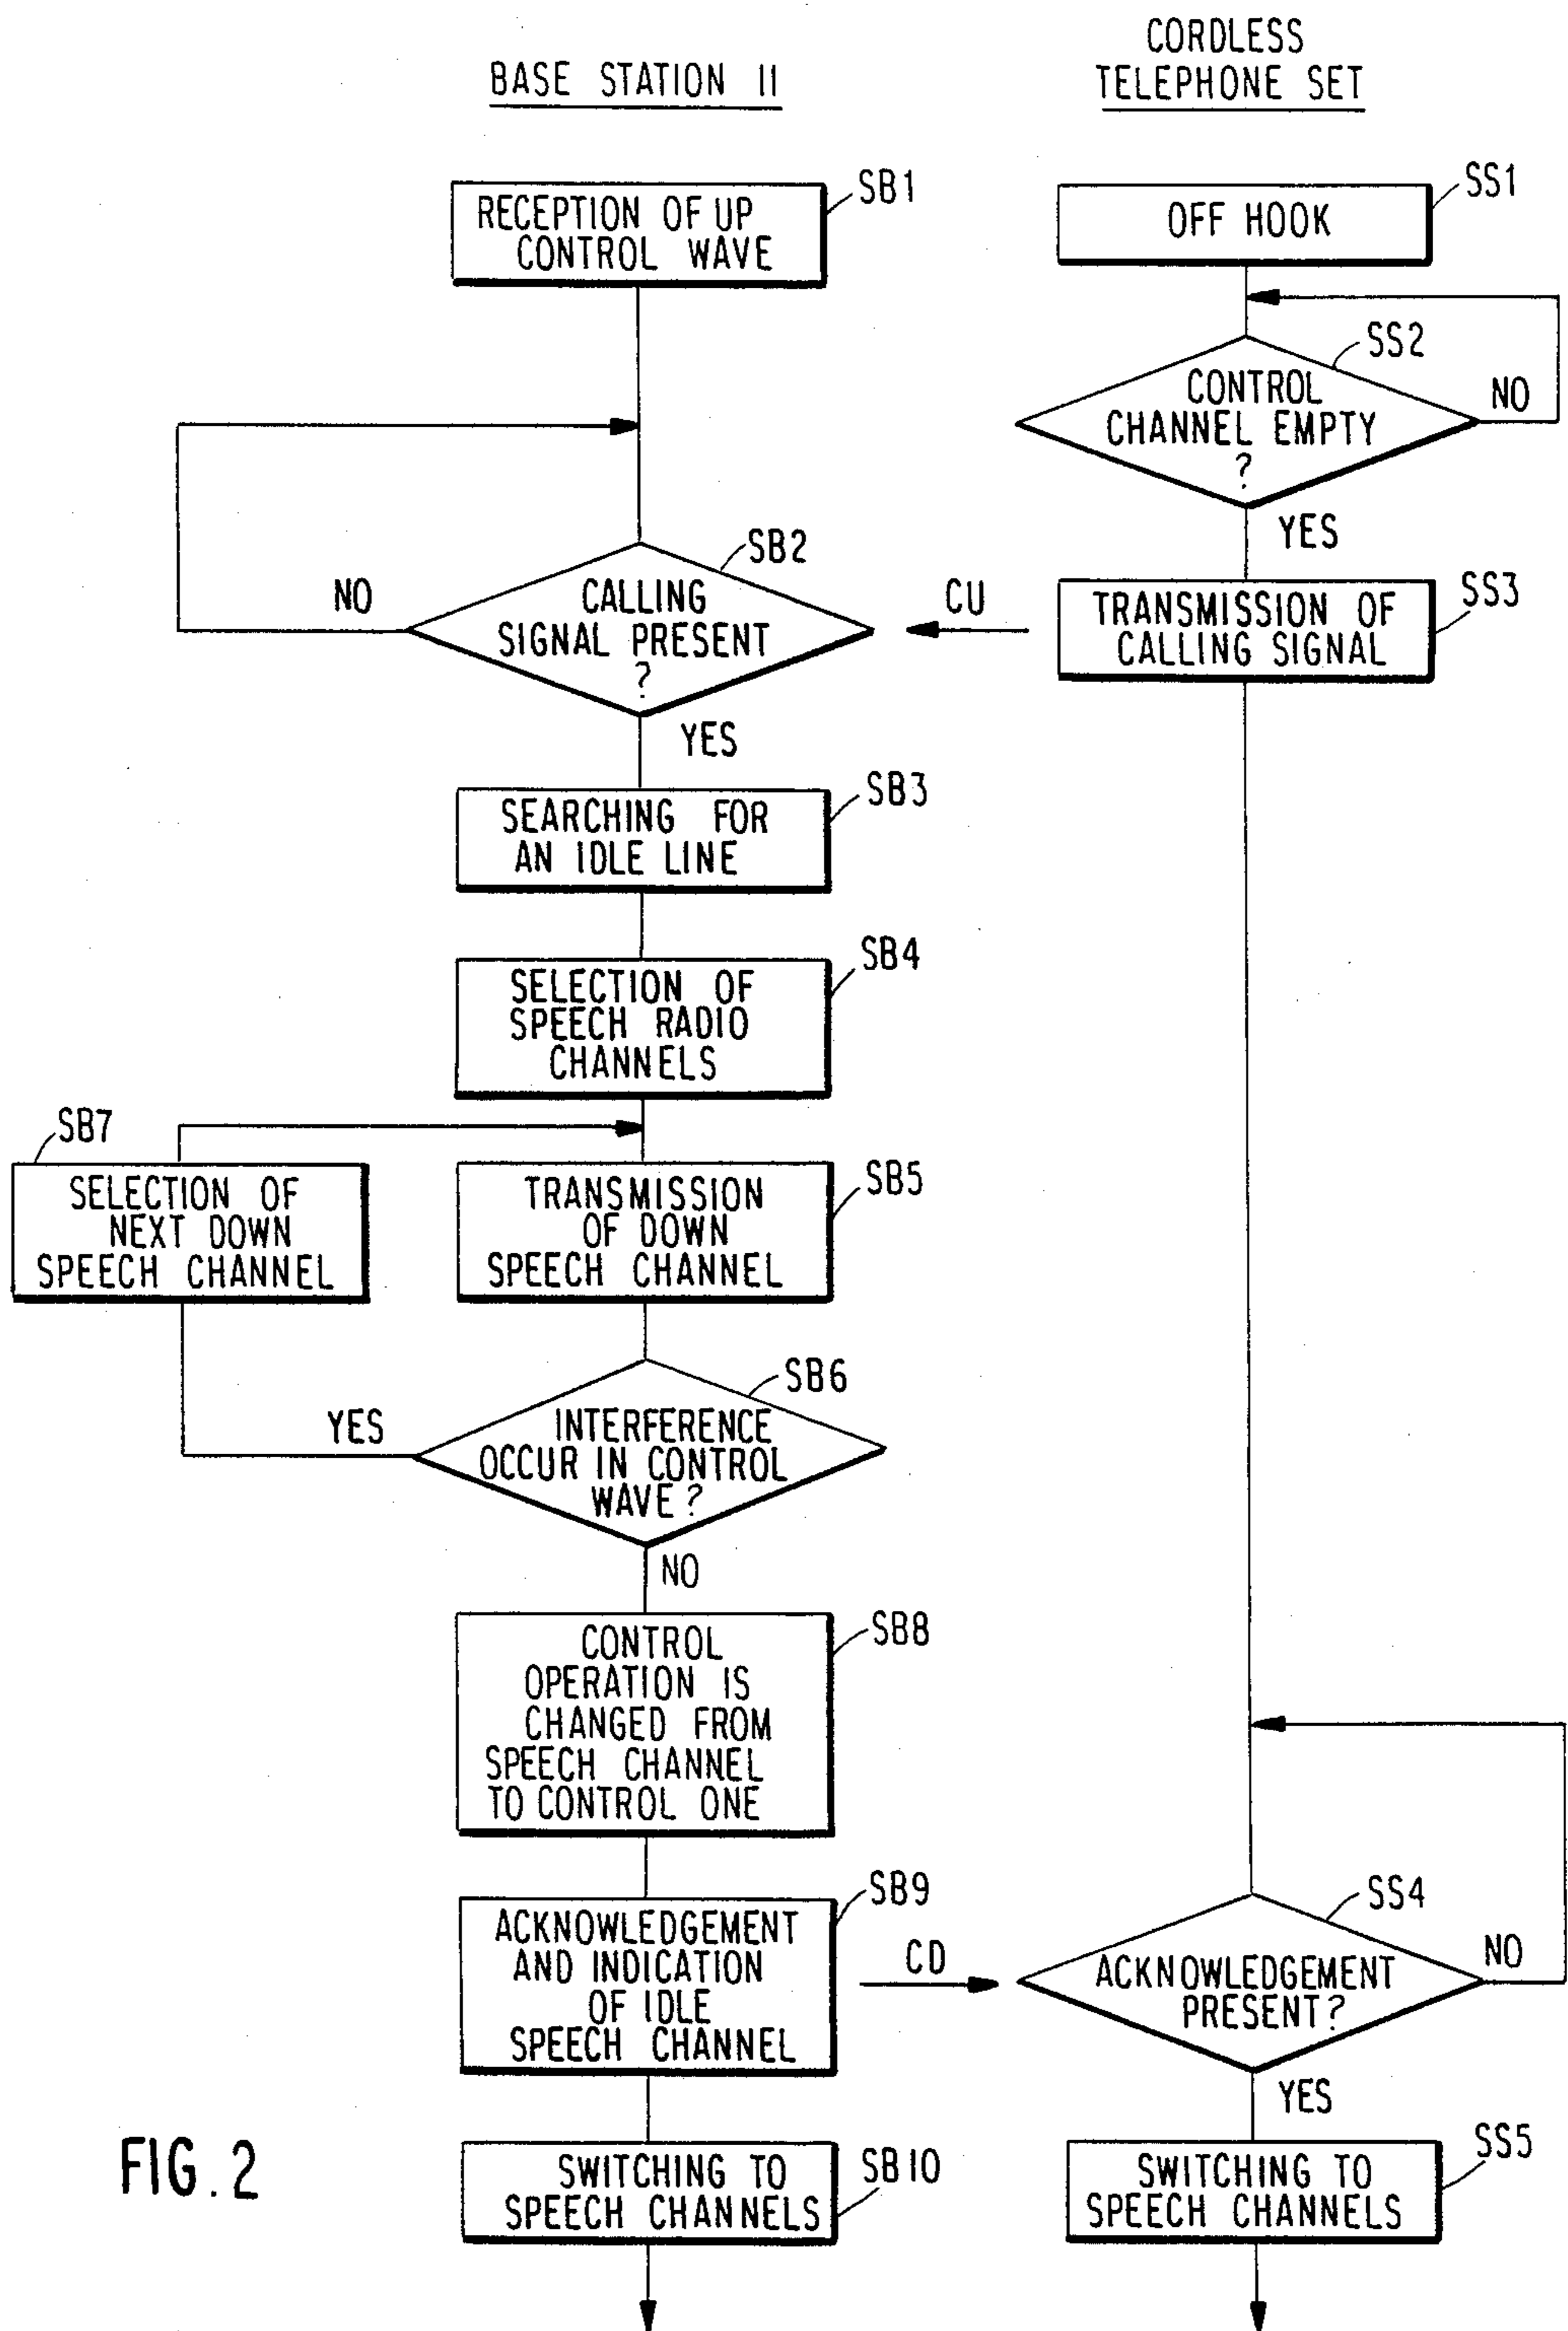 BASE STATION 11
CORDLESS
TELEPHONE SET
SB1
RECEPTION OF UP
CONTROL WAVE
SS1
OFF HOOK
SS2
CONTROL
CHANNEL EMPTY
?
NO
YES
SB2
CALLING
SIGNAL PRESENT
?
NO
YES
CU
SS3
TRANSMISSION OF
CALLING SIGNAL
SB3
SEARCHING FOR
AN IDLE LINE
SB4
SELECTION OF
SPEECH RADIO
CHANNELS
SB7
SELECTION OF
NEXT DOWN
SPEECH CHANNEL
SB5
TRANSMISSION
OF DOWN
SPEECH CHANNEL
SB6
INTERFERENCE
OCCUR IN CONTROL
WAVE?
YES
NO
SB8
CONTROL
OPERATION IS
CHANGED FROM
SPEECH CHANNEL
TO CONTROL ONE
SB9
ACKNOWLEDGEMENT
AND INDICATION
OF IDLE
SPEECH CHANNEL
CD
SS4
ACKNOWLEDGEMENT
PRESENT?
NO
YES
SB10
SWITCHING TO
SPEECH CHANNELS
SS5
SWITCHING TO
SPEECH CHANNELS
FIG. 2